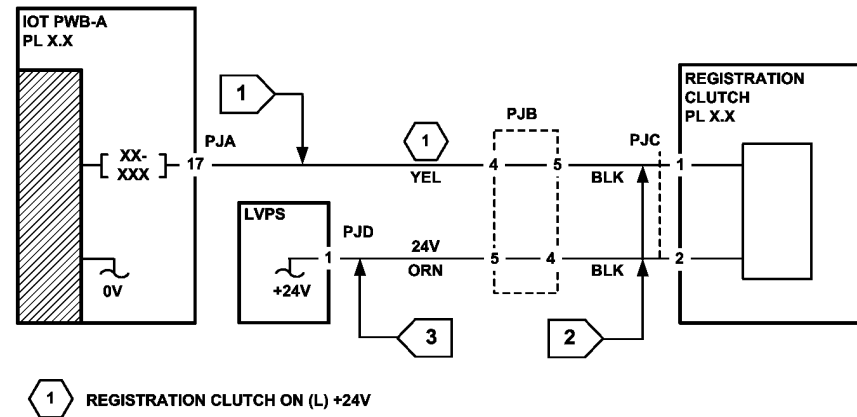 IOT PWB-A
PL X.X
REGISTRATION
CLUTCH
PL X.X
1
PJB
XX-
XXX
PJA
17
1
YEL
4
5
PJC
BLK
1
LVPS
PJD
1
24V
ORN
5
4
BLK
2
0V
+24V
3
2
1 REGISTRATION CLUTCH ON (L) +24V